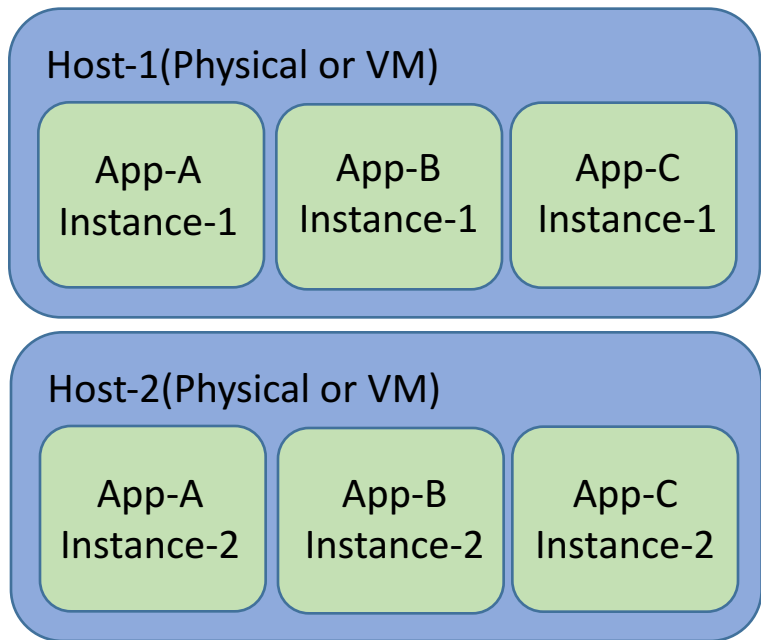 Host-1(Physical or VM)
App-A
Instance-1
App-B
Instance-1
App-C
Instance-1
Host-2(Physical or VM)
App-A
Instance-2
App-B
Instance-2
App-C
Instance-2